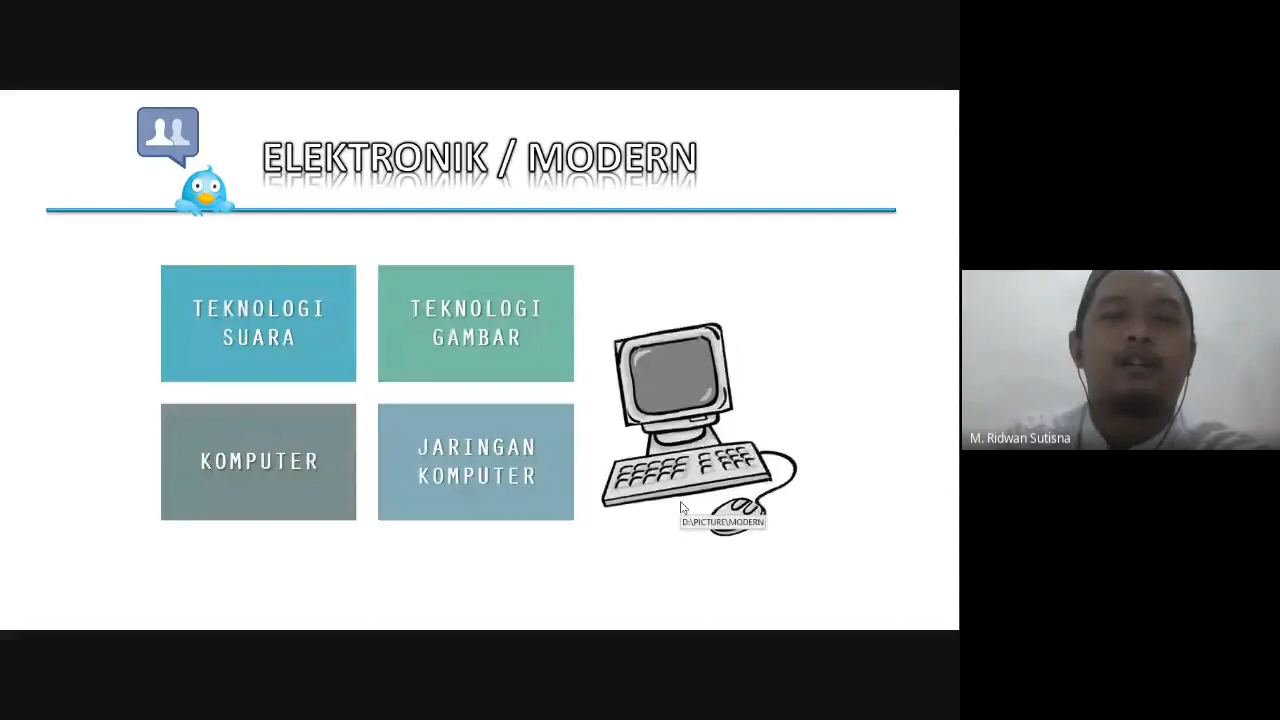 ELEKTRONIK / MODERN
TEKNOLOGI
SUARA
TEKNOLOGI
GAMBAR
KOMPUTER
JARINGAN
KOMPUTER
D:\PICTURE\MODERN
M. Ridwan Sutisna